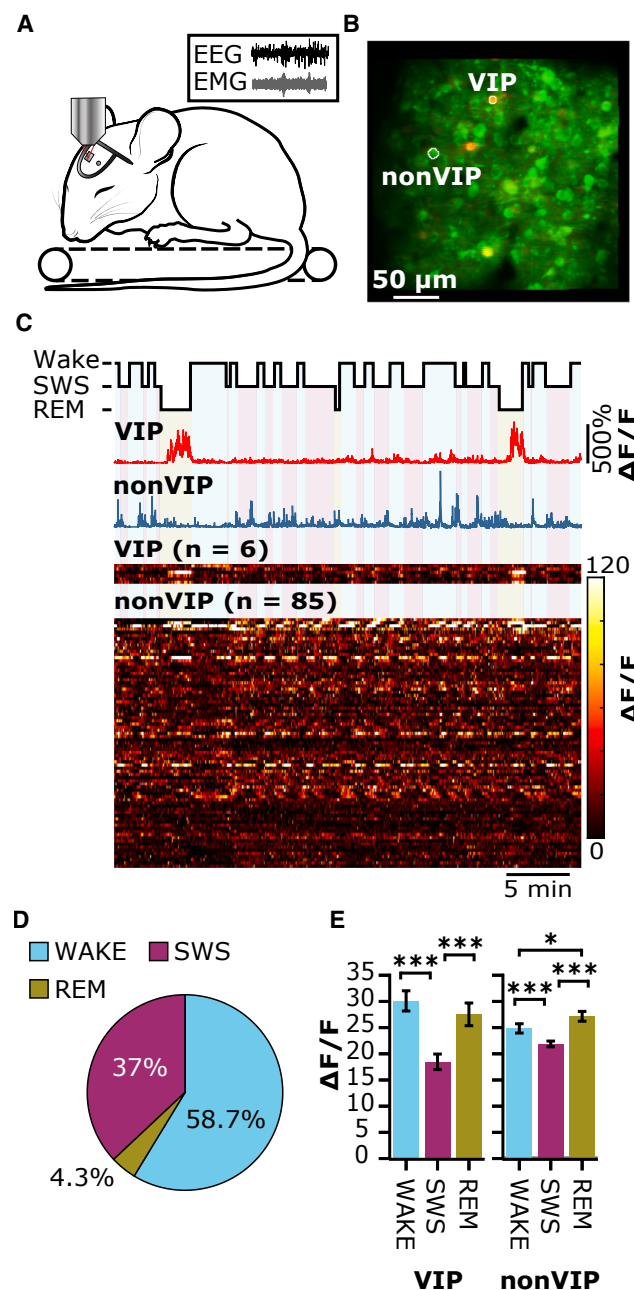 A
EEG
EMG
B
VIP
nonVIP
50 µm
C
Wake
SWS
REM
VIP
500%
ΔF/F
nonVIP
VIP (n = 6)
120
nonVIP (n = 85)
ΔF/F
0
5 min
D
WAKE
SWS
REM
37%
58.7%
4.3%
E
*
*** ***
*** ***
35
30
25
20
15
10
5
0
ΔF/F
WAKE
SWS
REM
WAKE
SWS
REM
VIP
nonVIP